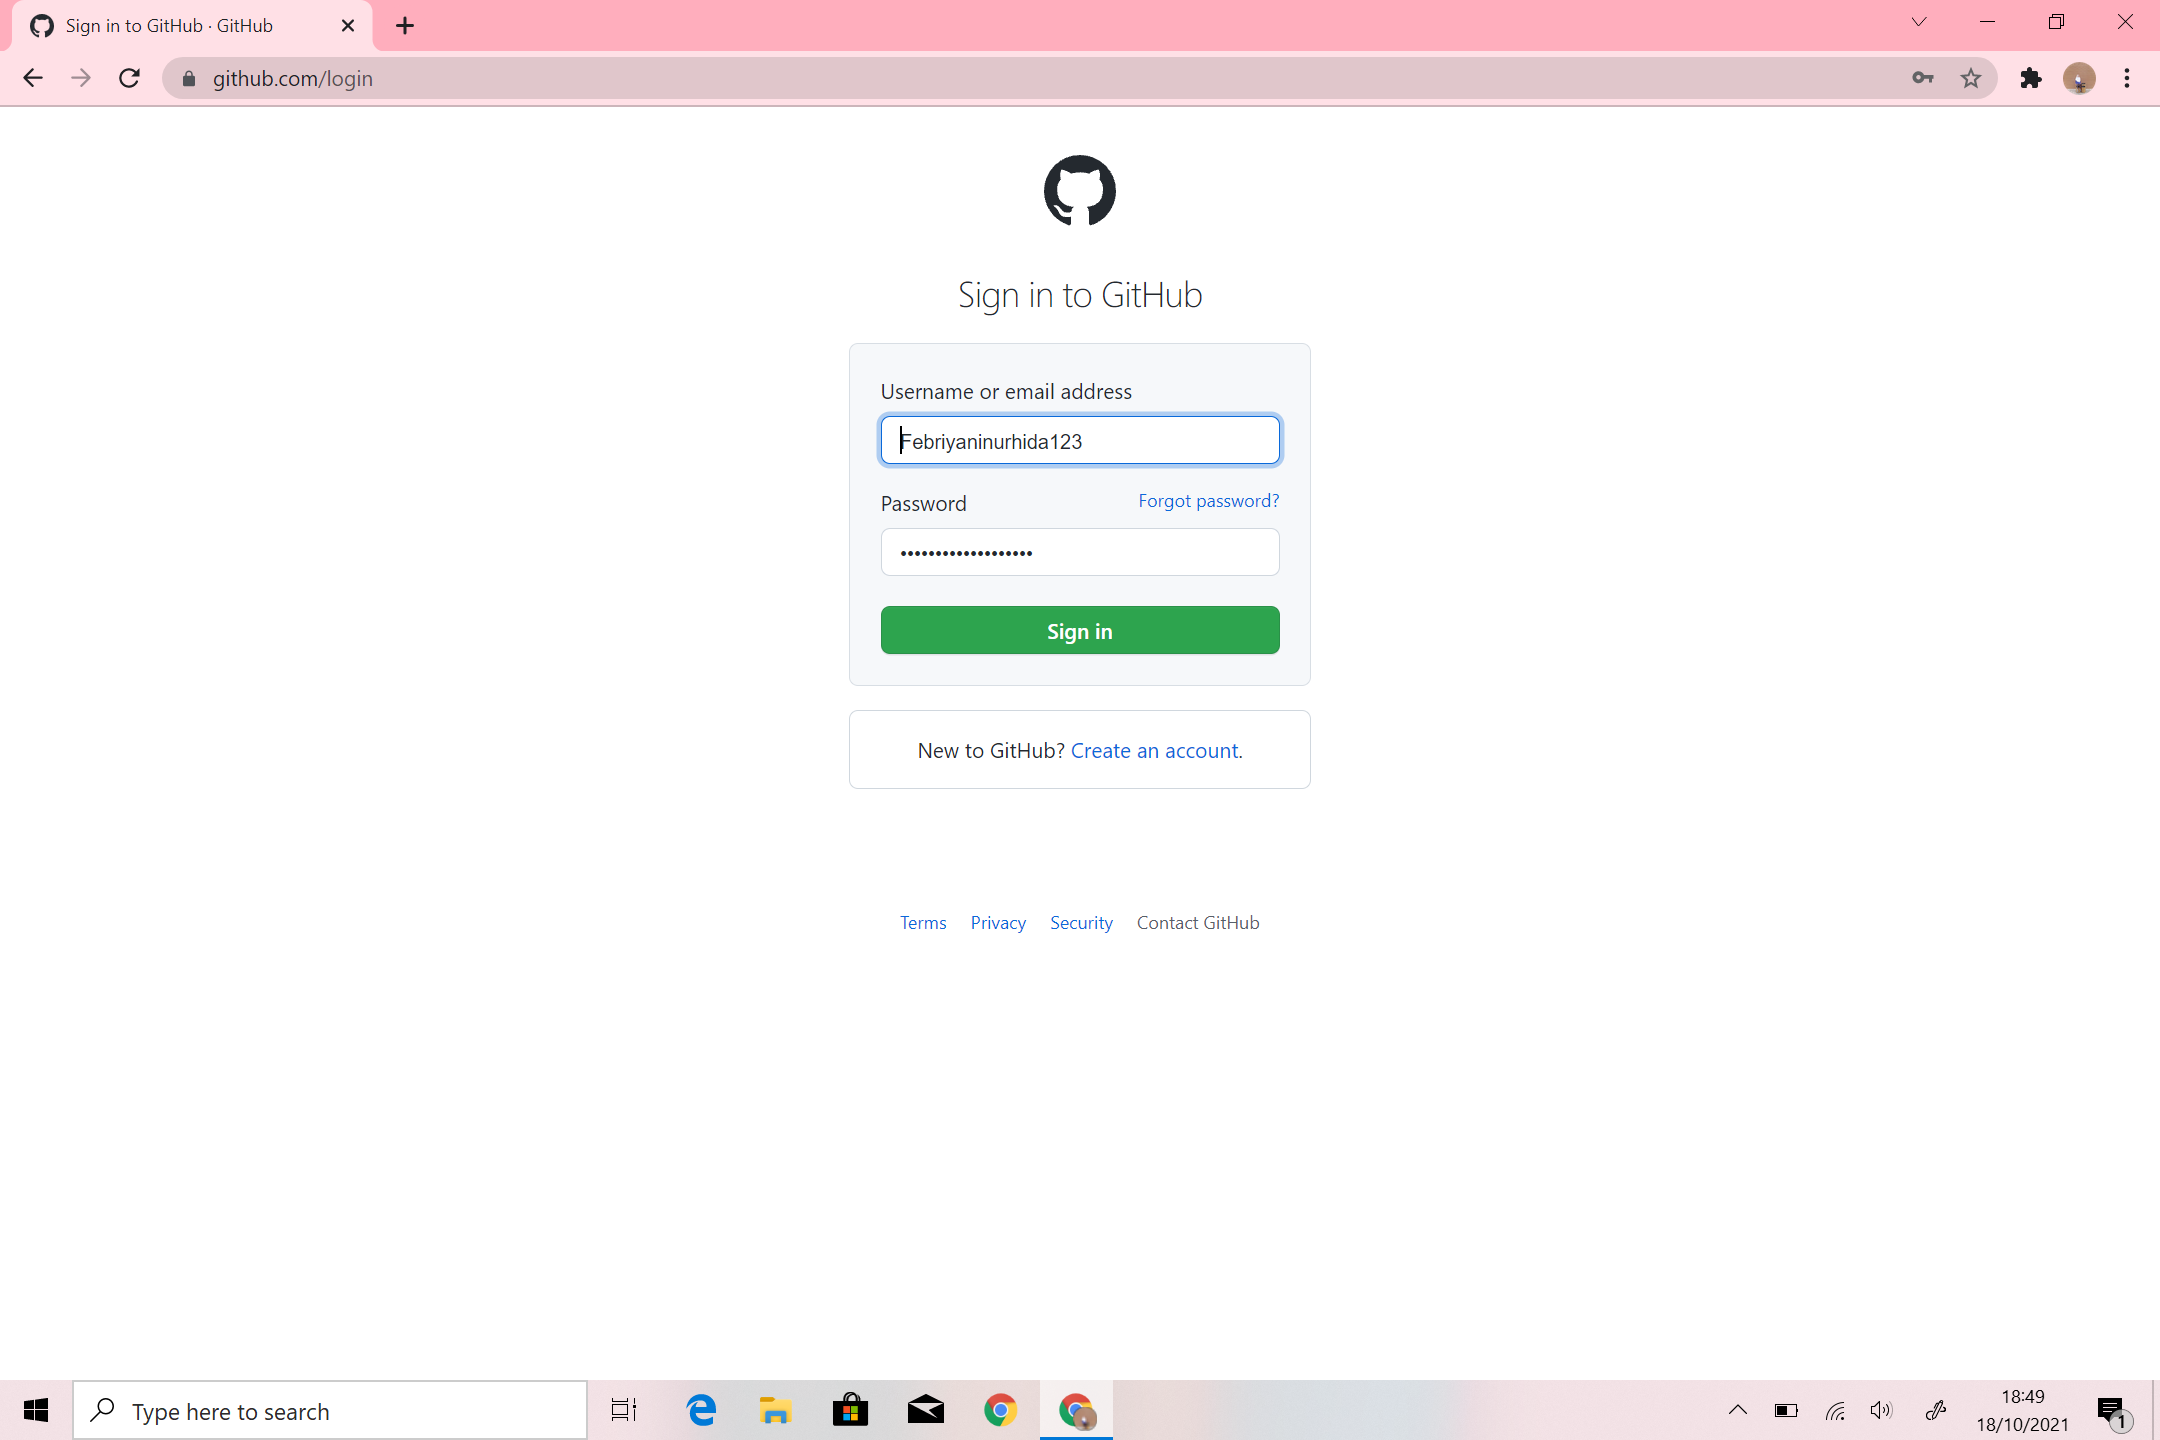 Sign in to GitHub · GitHub
github.com/login
Sign in to GitHub
Username or email address
Febriyaninurhida123
Password
Forgot password?
•••••••••••••••••••
Sign in
New to GitHub? Create an account.
Terms
Privacy
Security
Contact GitHub
Type here to search
18:49
18/10/2021
1